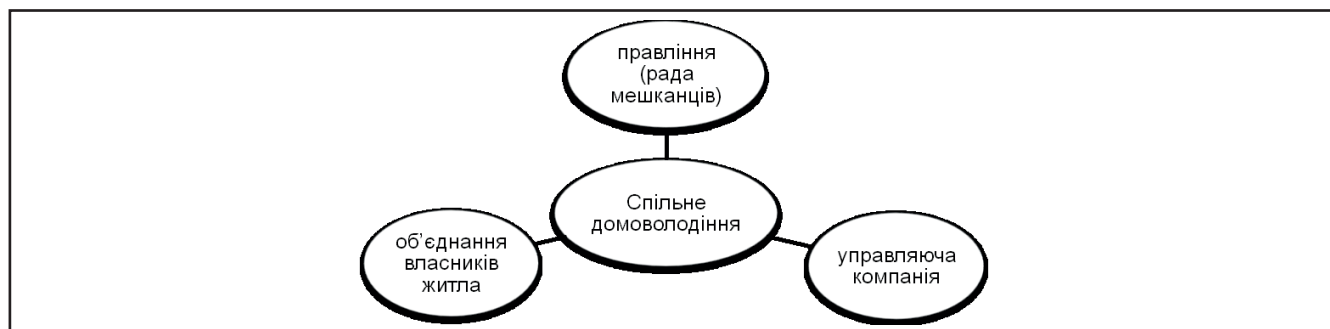 правління
(рада
мешканців)
Спільне
домоволодіння
об’єднання
власників
житла
управляюча
компанія